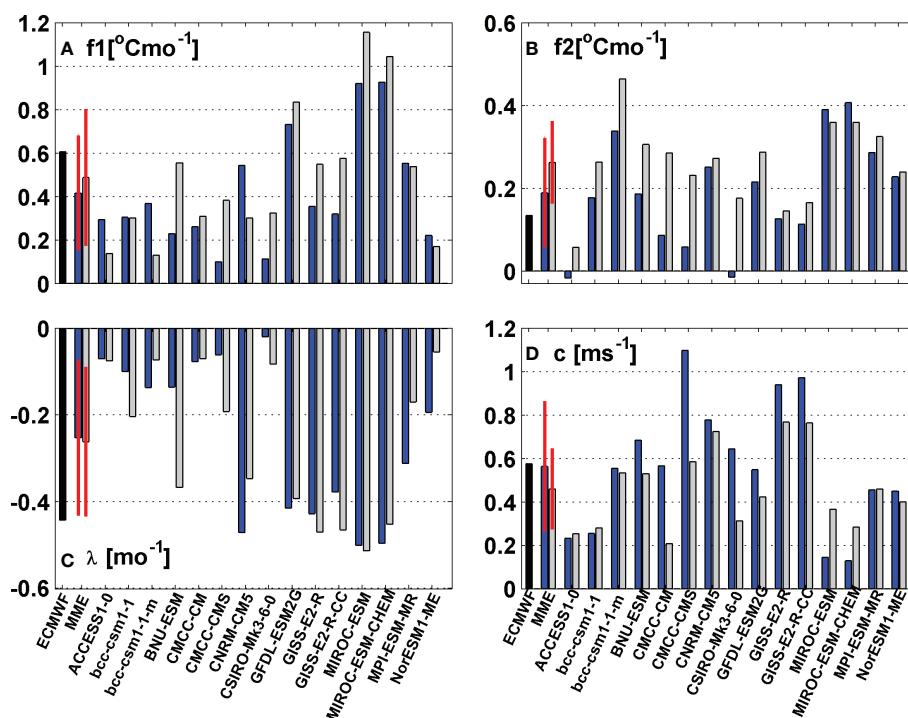 A f1[°Cmo⁻¹]
1.2
1
0.8
0.6
0.4
0.2
0
B f2[°Cmo⁻¹]
0.6
0.4
0.2
0
C λ [mo⁻¹]
0
-0.2
-0.4
-0.6
D c [ms⁻¹]
1.2
1
0.8
0.6
0.4
0.2
0
ECMWF
MME
ACCESS1-0
bcc-csm1-1
bcc-csm1-1-m
BNU-ESM
CMCC-CM
CMCC-CMS
CNRM-CM5
CSIRO-Mk3-6-0
GFDL-ESM2G
GISS-E2-R
GISS-E2-R-CC
MIROC-ESM
MIROC-ESM-CHEM
MPI-ESM-MR
NorESM1-ME
ECMWF
MME
ACCESS1-0
bcc-csm1-1
bcc-csm1-1-m
BNU-ESM
CMCC-CM
CMCC-CMS
CNRM-CM5
CSIRO-Mk3-6-0
GFDL-ESM2G
GISS-E2-R
GISS-E2-R-CC
MIROC-ESM
MIROC-ESM-CHEM
MPI-ESM-MR
NorESM1-ME